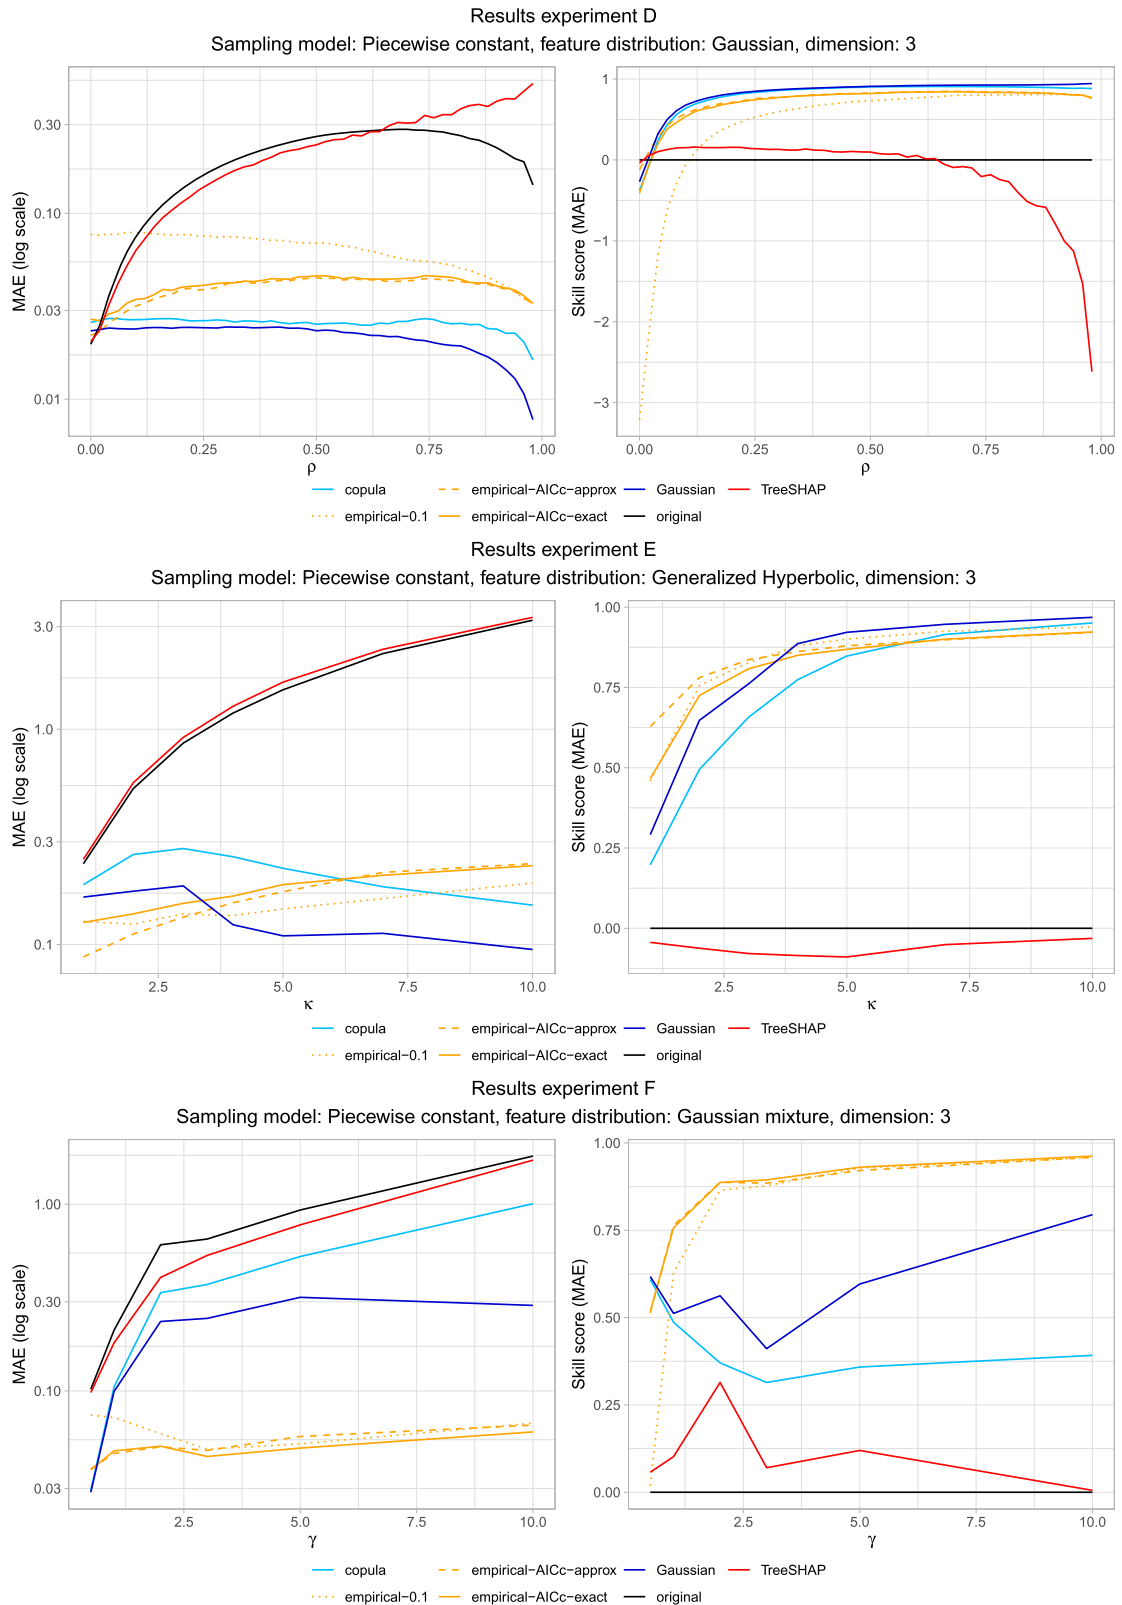 Results experiment D
Sampling model: Piecewise constant, feature distribution: Gaussian, dimension: 3
MAE (log scale)
0.30
0.10
0.03
0.01
0.00 0.25 0.50 0.75 1.00
ρ
Skill score (MAE)
1
0
−1
−2
−3
0.00 0.25 0.50 0.75 1.00
ρ
copula empirical−AICc−approx Gaussian TreeSHAP
empirical−0.1 empirical−AICc−exact original
Results experiment E
Sampling model: Piecewise constant, feature distribution: Generalized Hyperbolic, dimension: 3
MAE (log scale)
3.0
1.0
0.3
0.1
2.5 5.0 7.5 10.0
κ
Skill score (MAE)
1.00
0.75
0.50
0.25
0.00
2.5 5.0 7.5 10.0
κ
copula empirical−AICc−approx Gaussian TreeSHAP
empirical−0.1 empirical−AICc−exact original
Results experiment F
Sampling model: Piecewise constant, feature distribution: Gaussian mixture, dimension: 3
MAE (log scale)
1.00
0.30
0.10
0.03
2.5 5.0 7.5 10.0
γ
Skill score (MAE)
1.00
0.75
0.50
0.25
0.00
2.5 5.0 7.5 10.0
γ
copula empirical−AICc−approx Gaussian TreeSHAP
empirical−0.1 empirical−AICc−exact original